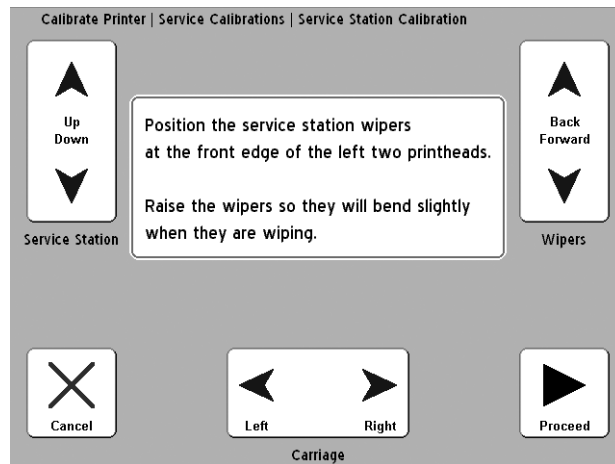 Calibrate Printer | Service Calibrations | Service Station Calibration
Up
Down
Service Station
Position the service station wipers
at the front edge of the left two printheads.
Raise the wipers so they will bend slightly
when they are wiping.
Back
Forward
Wipers
Cancel
Left
Right
Carriage
Proceed